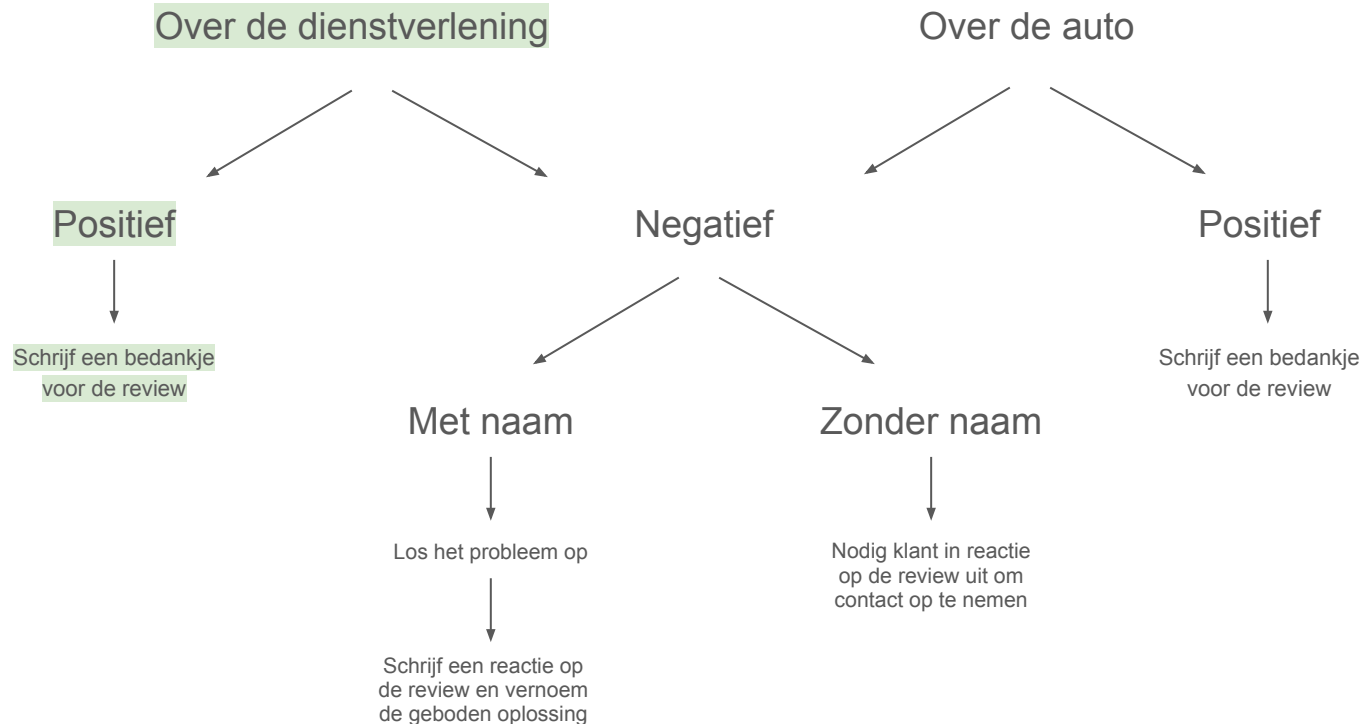 Over de dienstverlening
Over de auto
Positief
Negatief
Positief
Schrijf een bedankje
voor de review
Schrijf een bedankje
voor de review
Met naam
Zonder naam
Los het probleem op
Nodig klant in reactie
op de review uit om
contact op te nemen
Schrijf een reactie op
de review en vernoem
de geboden oplossing